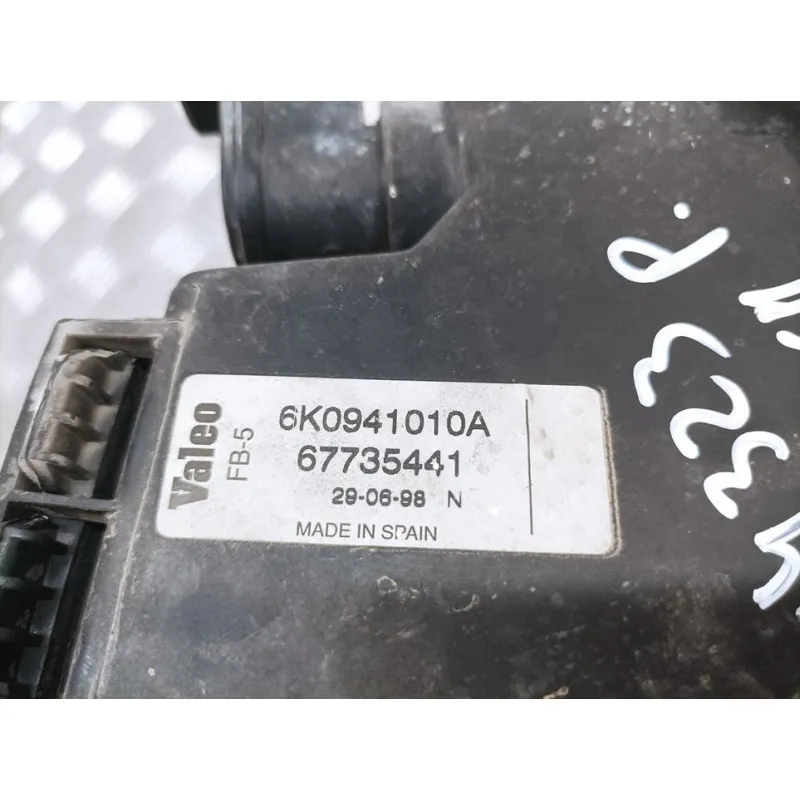 Valeo
FB-5
6K0941010A
67735441
29-06-98 N
MADE IN SPAIN